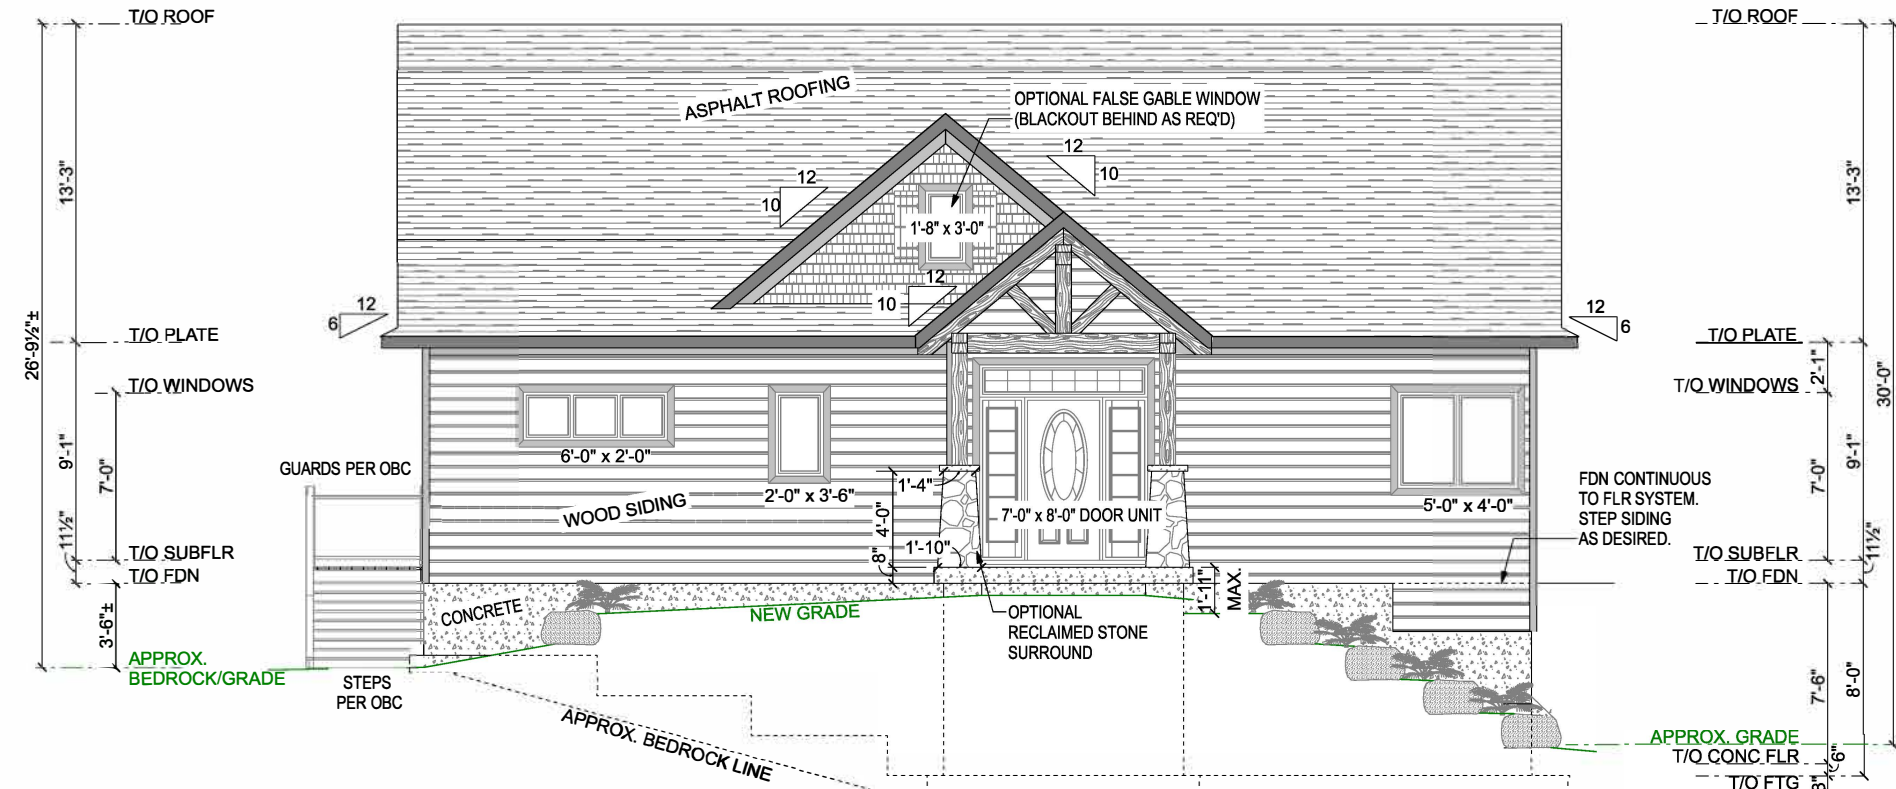 T/O ROOF
T/O ROOF
ASPHALT ROOFING
OPTIONAL FALSE GABLE WINDOW
(BLACKOUT BEHIND AS REQ'D)
12
10
12
10
13'-3"
13'-3"
1'-8" x 3'-0"
12
10
12
6
12
6
26'-9½"±
T/O PLATE
T/O PLATE
2'-1"
30'-0"
T/O WINDOWS
T/O WINDOWS
9'-1"
7'-0"
6'-0" x 2'-0"
2'-0" x 3'-6"
5'-0" x 4'-0"
7'-0"
9'-1"
GUARDS PER OBC
WOOD SIDING
1'-4"
4'-0"
7'-0" x 8'-0" DOOR UNIT
FDN CONTINUOUS
TO FLR SYSTEM.
STEP SIDING
AS DESIRED.
11½"
T/O SUBFLR
8"
1'-10"
T/O SUBFLR
11½"
T/O FDN
T/O FDN
1'-11"
MAX.
3'-6"±
CONCRETE
NEW GRADE
OPTIONAL
RECLAIMED STONE
SURROUND
APPROX.
BEDROCK/GRADE
STEPS
PER OBC
APPROX. BEDROCK LINE
7'-6"
8'-0"
APPROX. GRADE
T/O CONC FLR
6"
T/O FTG